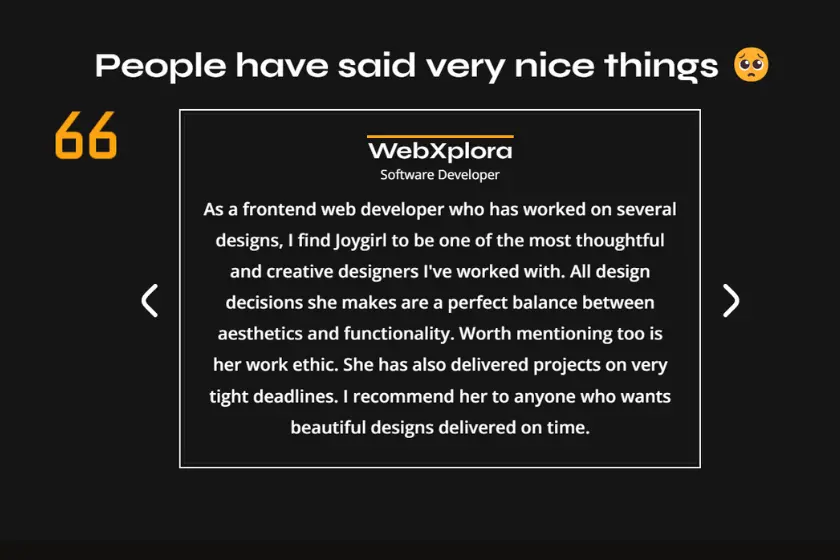 People have said very nice things 🥺
66
WebXplora
Software Developer
As a frontend web developer who has worked on several
designs, I find Joygirl to be one of the most thoughtful
and creative designers I've worked with. All design
decisions she makes are a perfect balance between
aesthetics and functionality. Worth mentioning too is
her work ethic. She has also delivered projects on very
tight deadlines. I recommend her to anyone who wants
beautiful designs delivered on time.